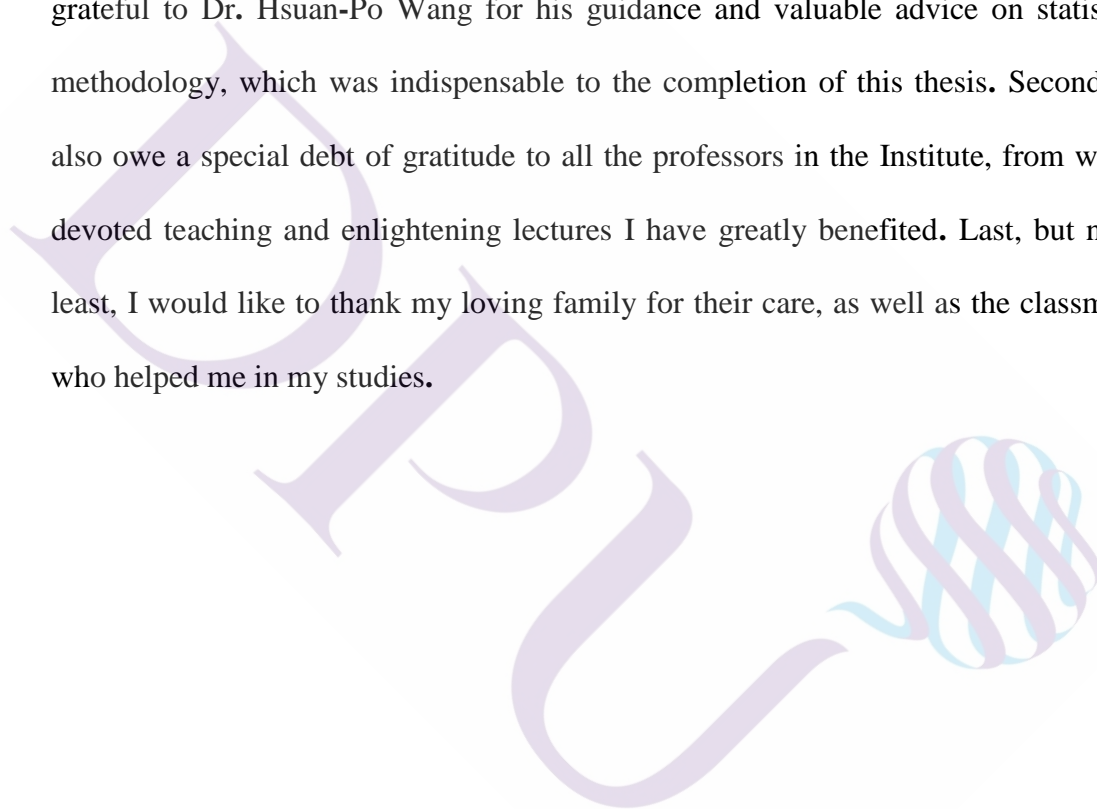 grateful to Dr. Hsuan-Po Wang for his guidance and valuable advice on statis
methodology, which was indispensable to the completion of this thesis. Second
also owe a special debt of gratitude to all the professors in the Institute, from w
devoted teaching and enlightening lectures I have greatly benefited. Last, but n
least, I would like to thank my loving family for their care, as well as the classm
who helped me in my studies.
DPU